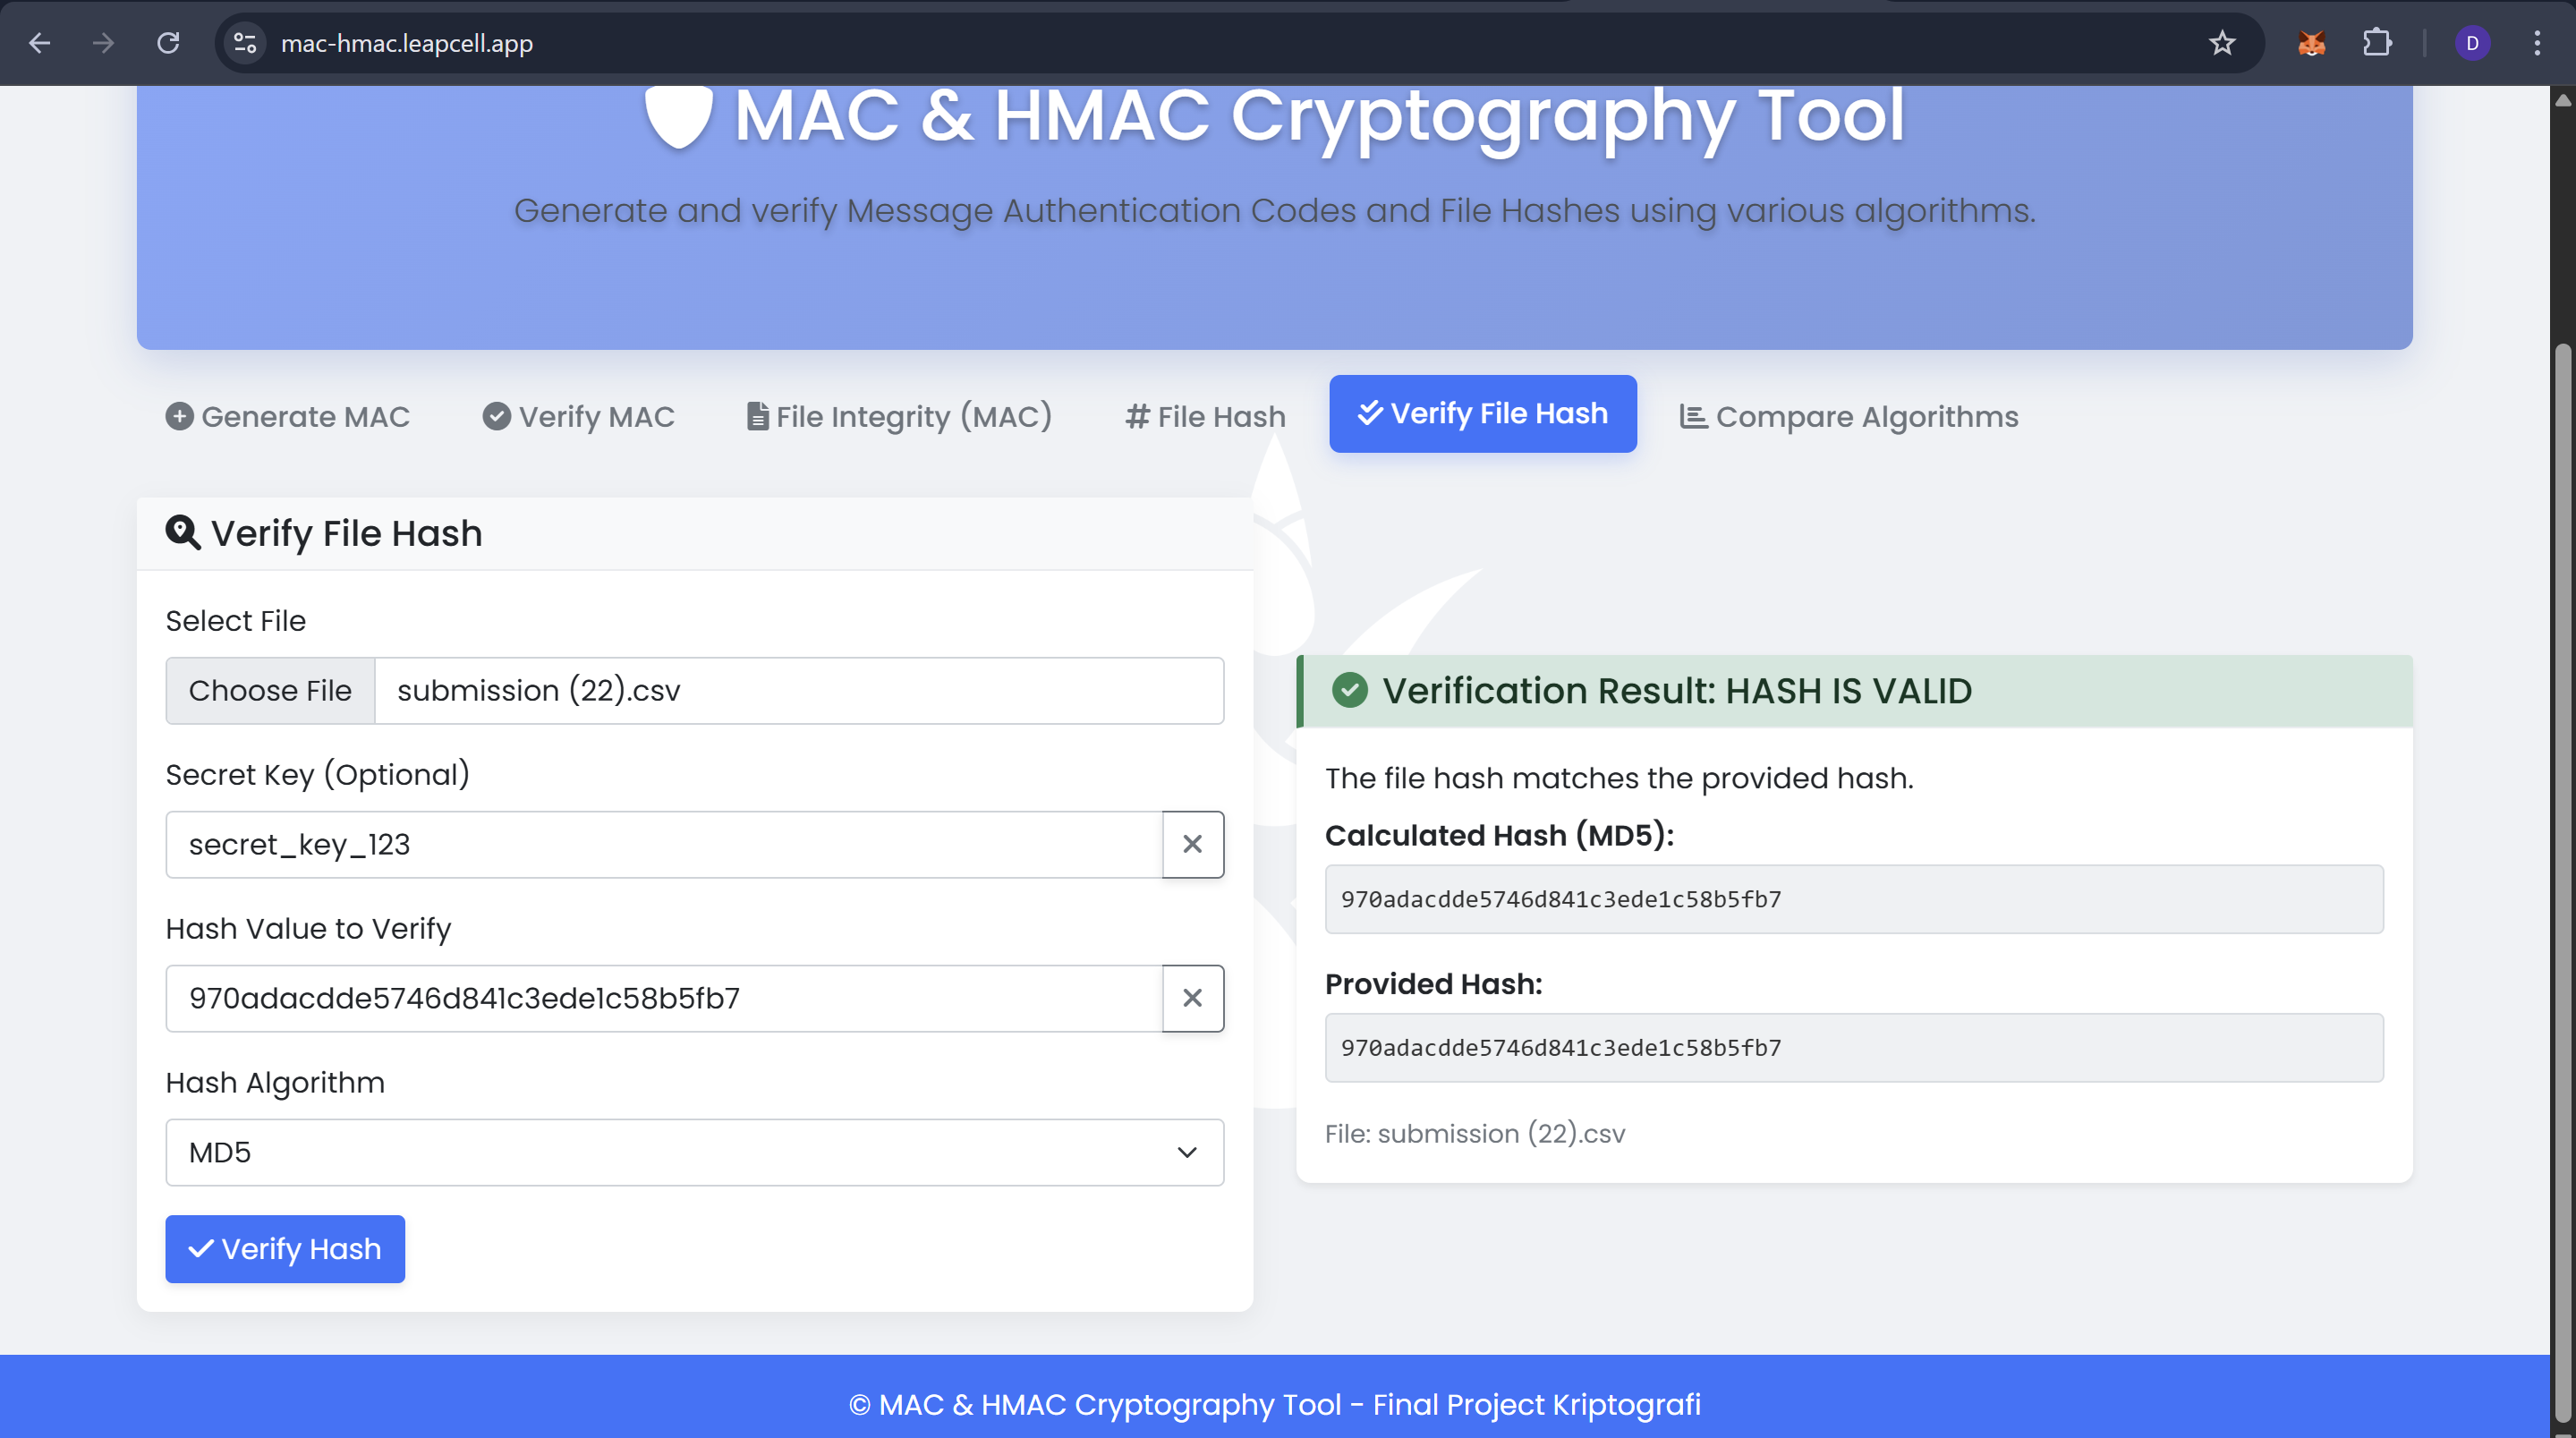 mac-hmac.leapcell.app
D
MAC & HMAC Cryptography Tool
Generate and verify Message Authentication Codes and File Hashes using various algorithms.
Generate MAC
Verify MAC
File Integrity (MAC)
File Hash
Verify File Hash
Compare Algorithms
Verify File Hash
Select File
Choose File submission (22).csv
Secret Key (Optional)
secret_key_123
Hash Value to Verify
970adacdde5746d841c3ede1c58b5fb7
Hash Algorithm
MD5
Verify Hash
Verification Result: HASH IS VALID
The file hash matches the provided hash.
Calculated Hash (MD5):
970adacdde5746d841c3ede1c58b5fb7
Provided Hash:
970adacdde5746d841c3ede1c58b5fb7
File: submission (22).csv
© MAC & HMAC Cryptography Tool - Final Project Kriptografi